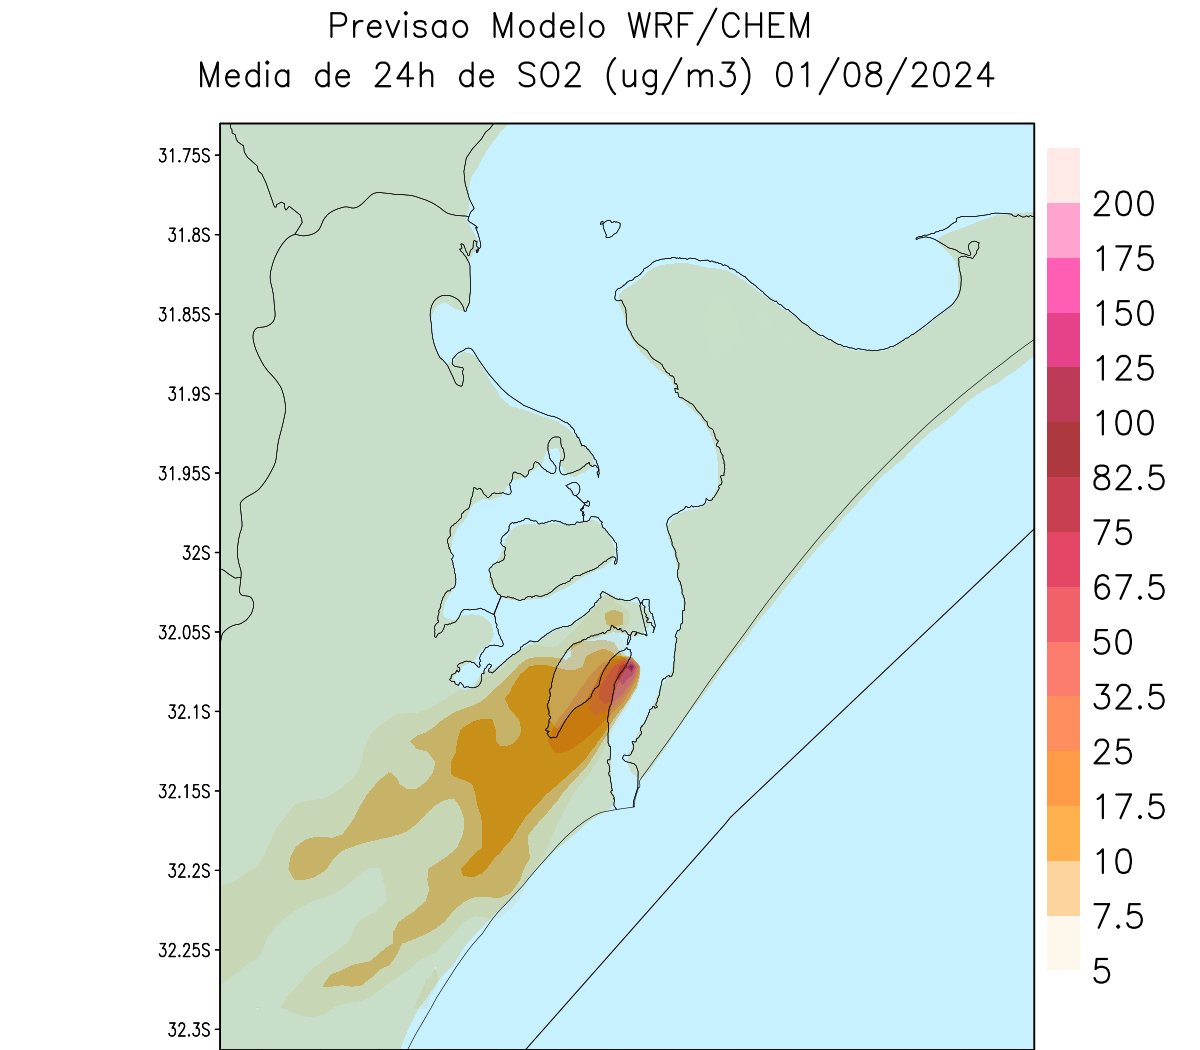 Previsao Modelo WRF/CHEM
Media de 24h de SO2 (ug/m3) 01/08/2024
31.75S
31.8S
31.85S
31.9S
31.95S
32S
32.05S
32.1S
32.15S
32.2S
32.25S
32.3S
200
175
150
125
100
82.5
75
67.5
50
32.5
25
17.5
10
7.5
5